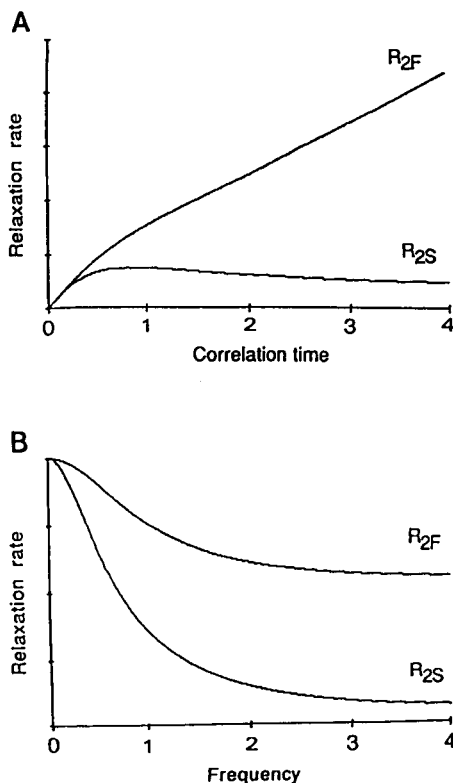 A
Relaxation rate
R2F
R2S
0 1 2 3 4
Correlation time
B
Relaxation rate
R2F
R2S
0 1 2 3 4
Frequency